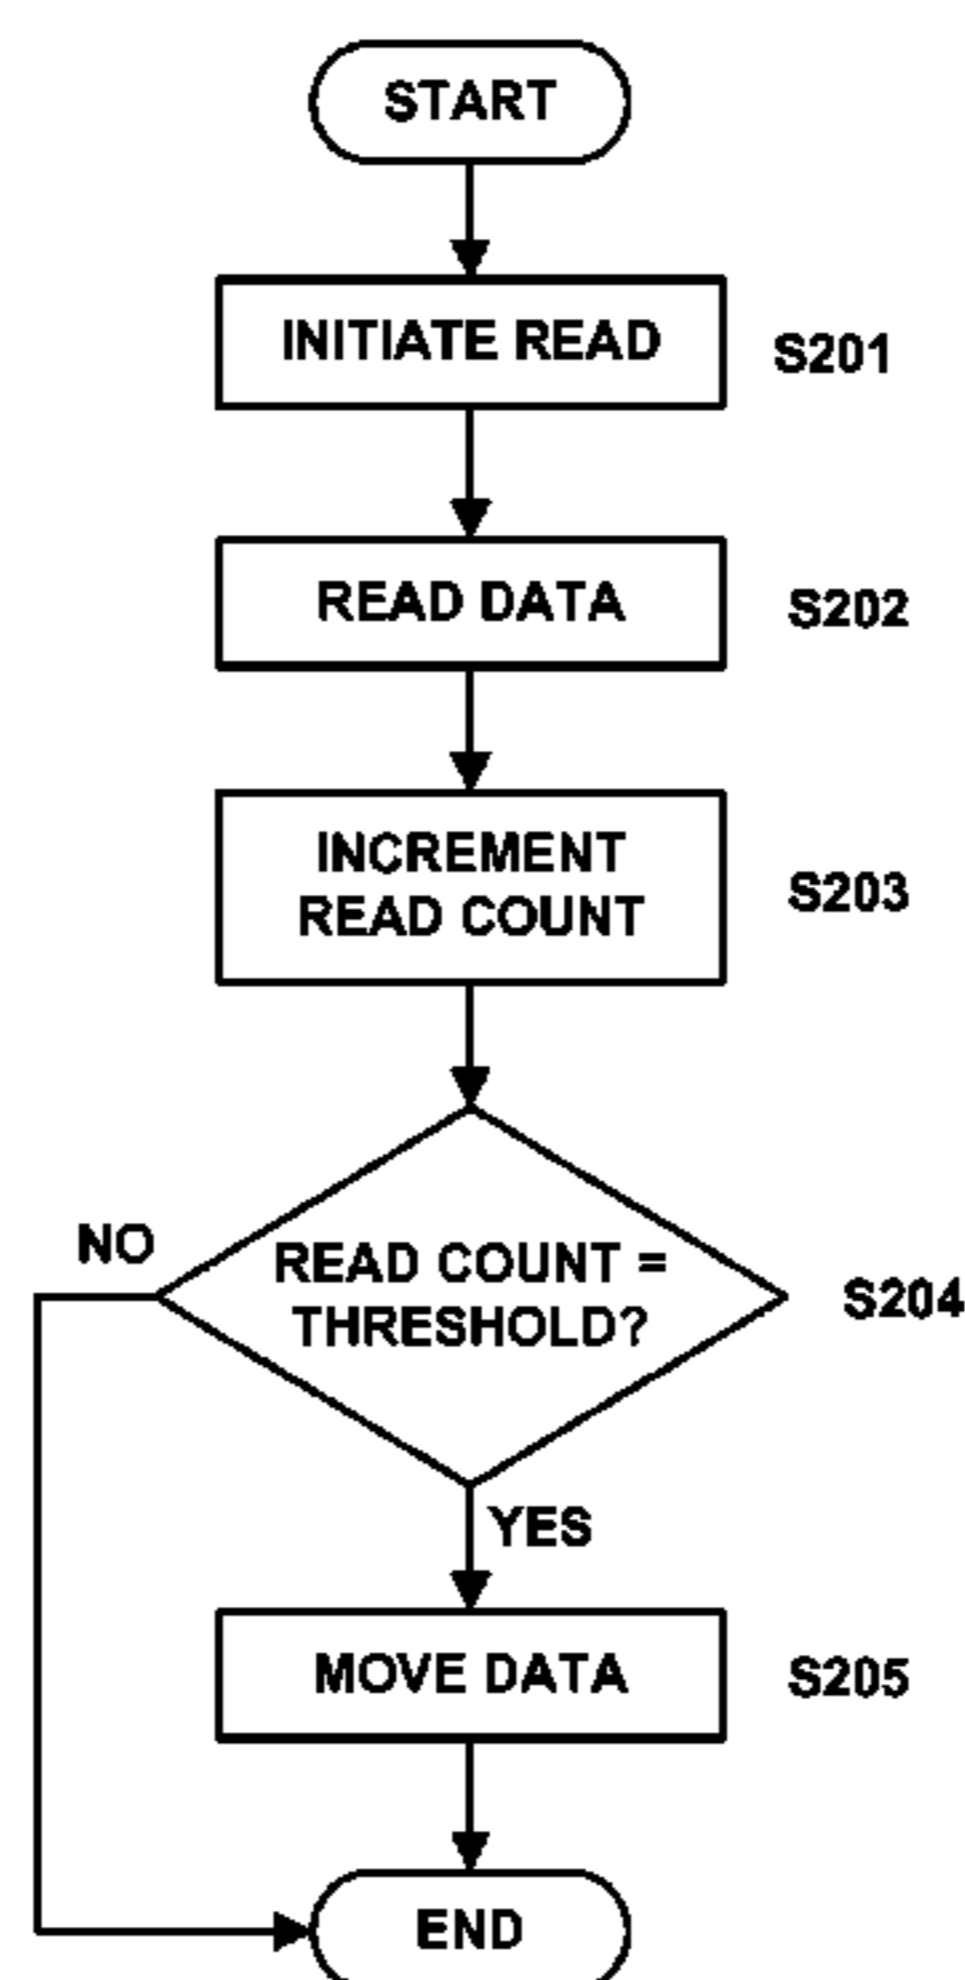 START
INITIATE READ
S201
READ DATA
S202
INCREMENT
READ COUNT
S203
NO
READ COUNT =
THRESHOLD?
S204
YES
MOVE DATA
S205
END